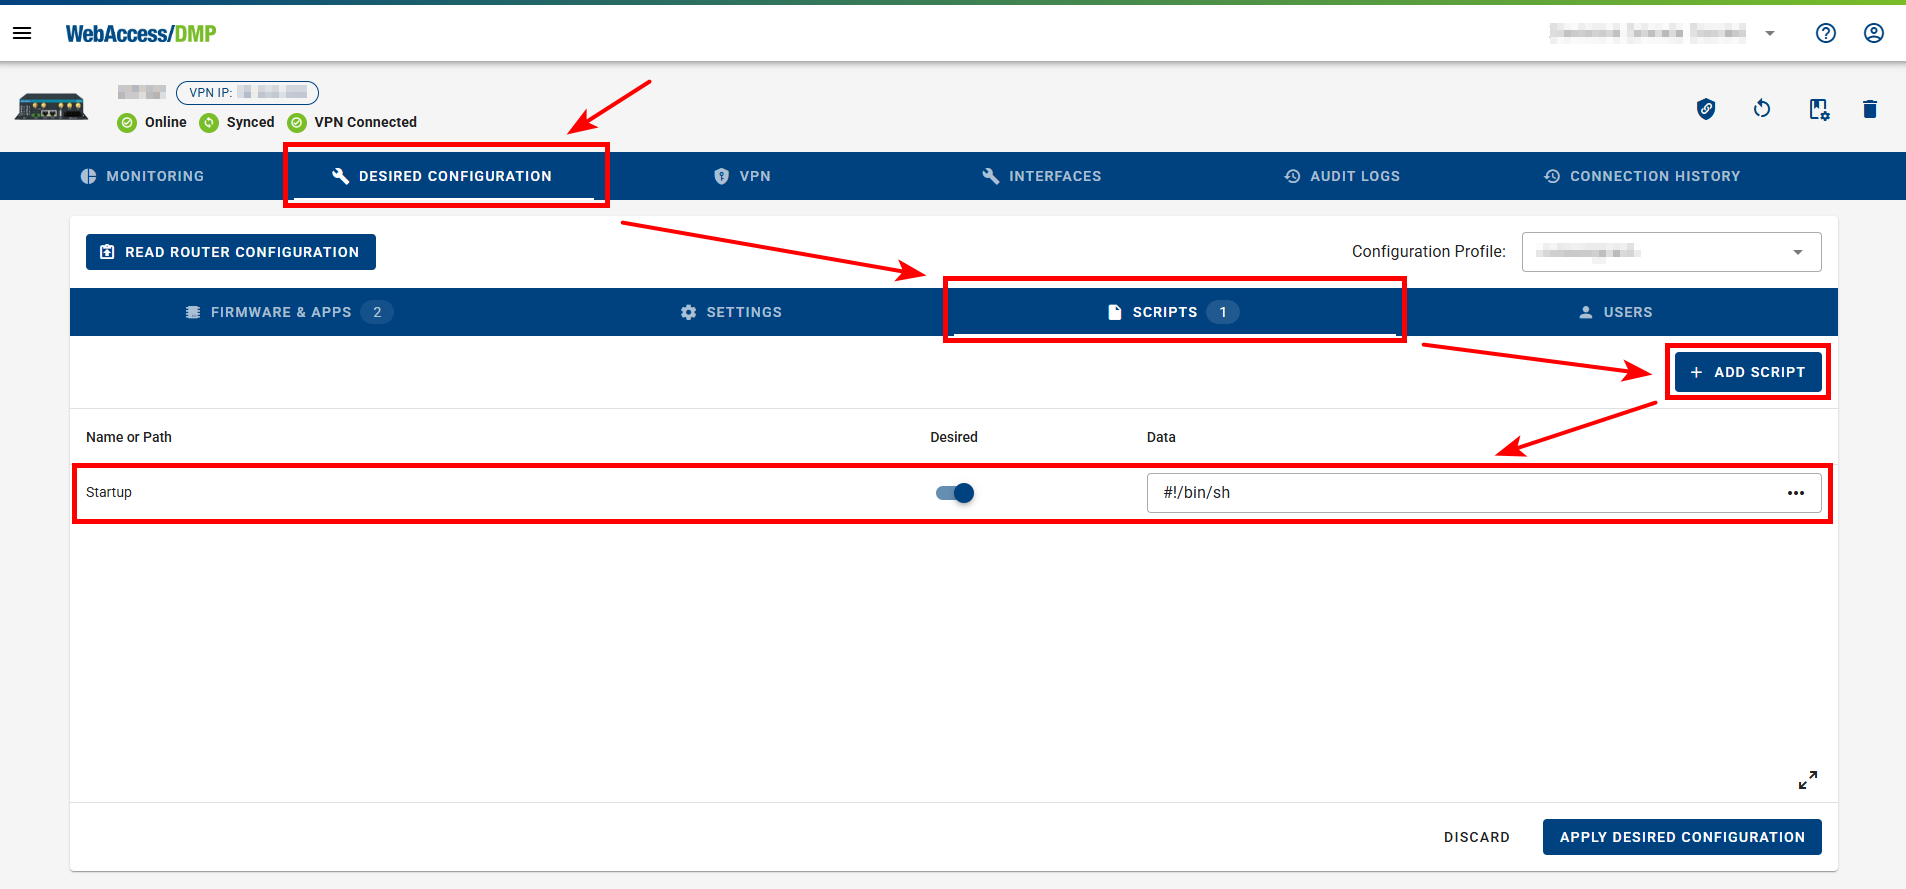 WebAccess/DMP
VPN IP:
Online Synced VPN Connected
MONITORING DESIRED CONFIGURATION VPN INTERFACES AUDIT LOGS CONNECTION HISTORY
READ ROUTER CONFIGURATION Configuration Profile:
FIRMWARE & APPS 2 SETTINGS SCRIPTS 1 USERS
+ ADD SCRIPT
Name or Path Desired Data
Startup #!/bin/sh •••
DISCARD APPLY DESIRED CONFIGURATION